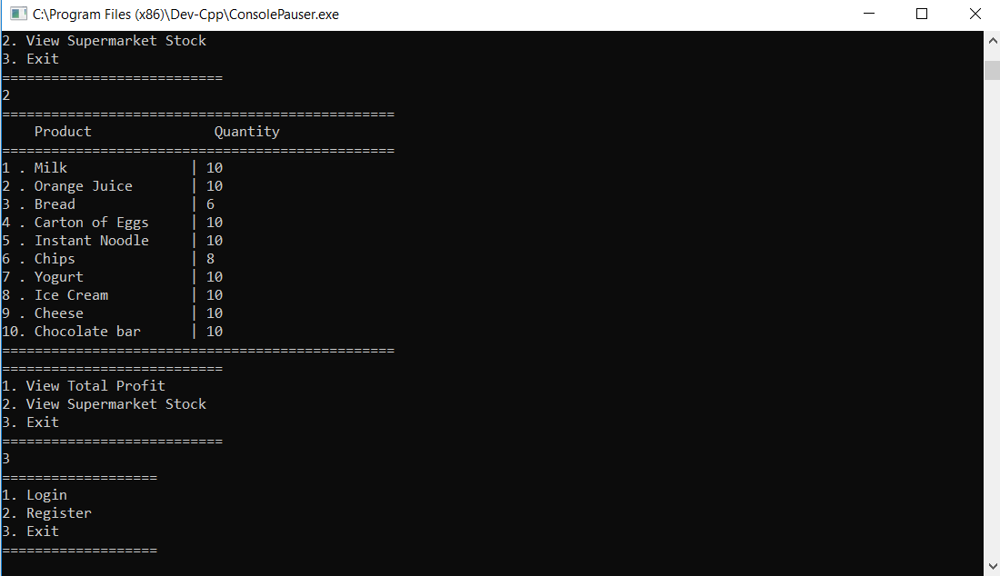 C:\Program Files (x86)\Dev-Cpp\ConsolePauser.exe
2. View Supermarket Stock
3. Exit
===========================
2
================================================
    Product               Quantity
================================================
1 . Milk               | 10
2 . Orange Juice       | 10
3 . Bread              | 6
4 . Carton of Eggs     | 10
5 . Instant Noodle     | 10
6 . Chips              | 8
7 . Yogurt             | 10
8 . Ice Cream          | 10
9 . Cheese             | 10
10. Chocolate bar      | 10
================================================
===========================
1. View Total Profit
2. View Supermarket Stock
3. Exit
===========================
3
===================
1. Login
2. Register
3. Exit
===================